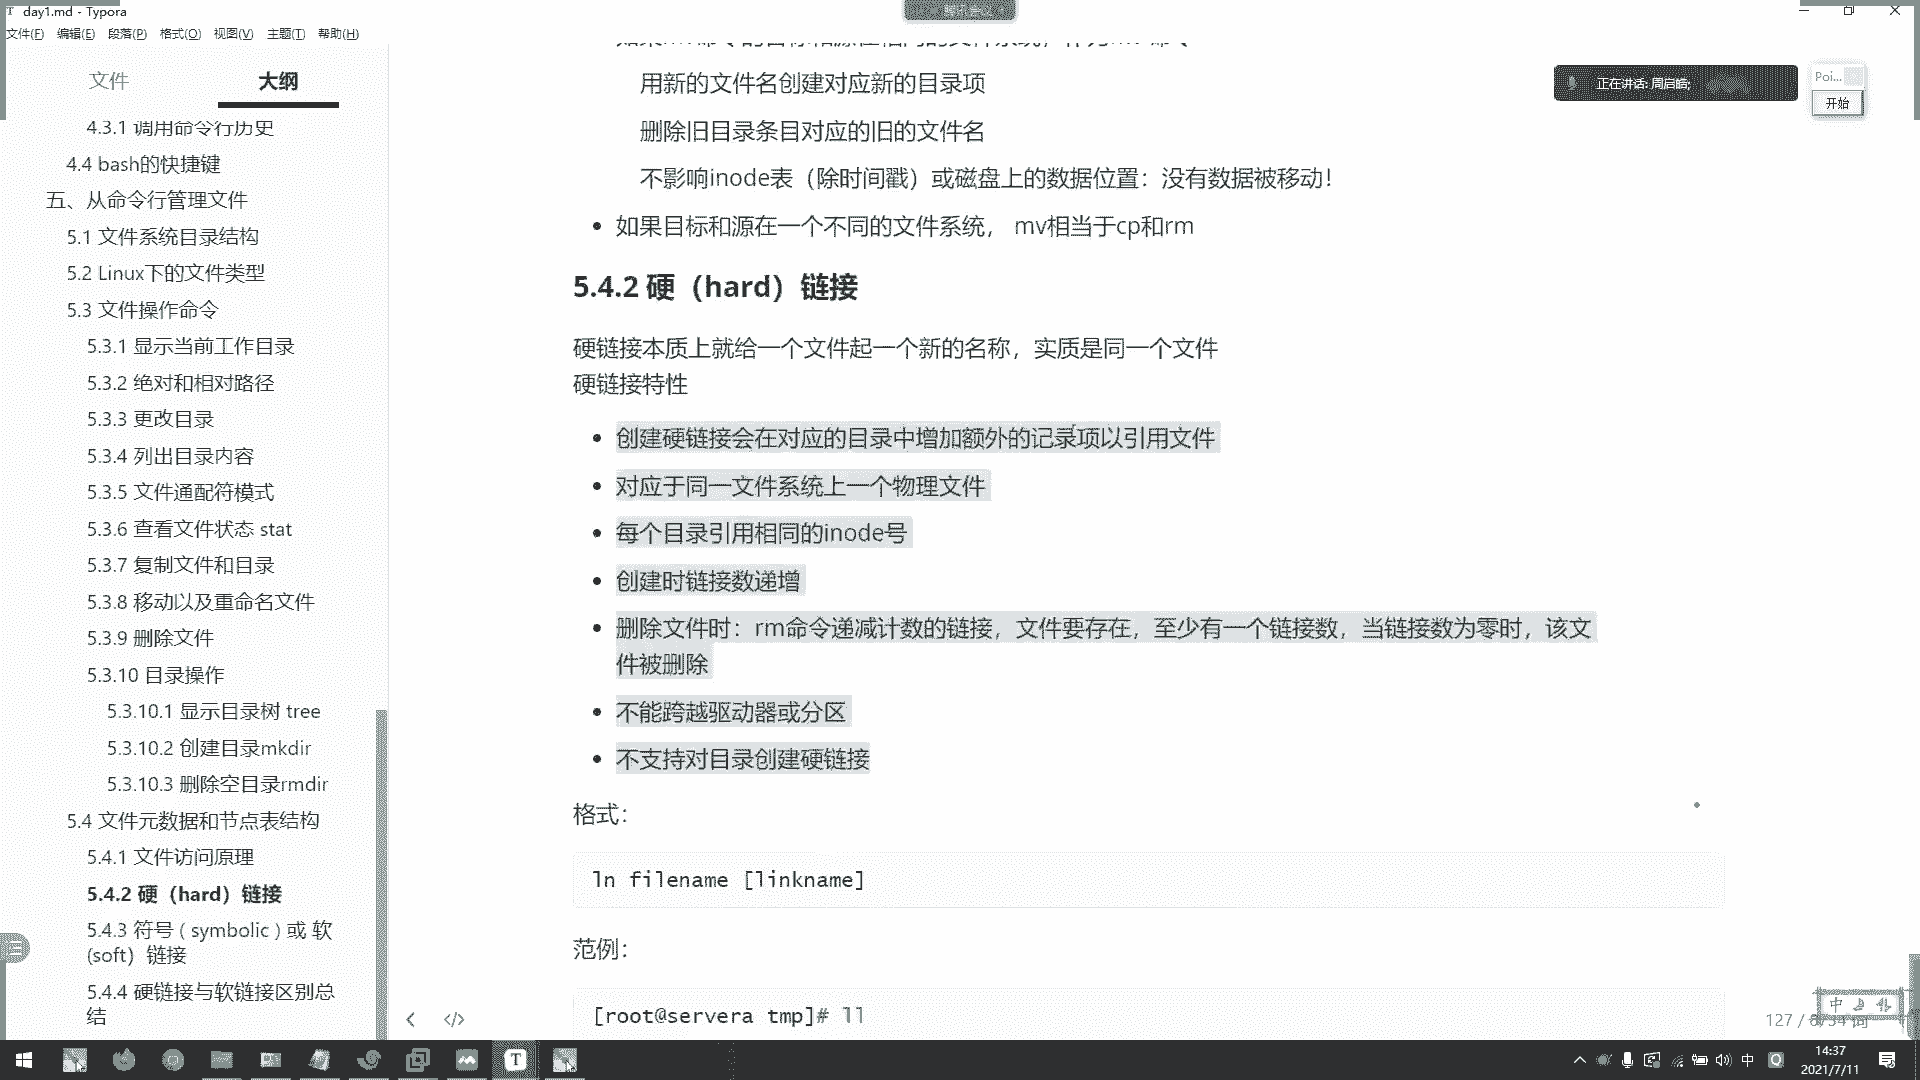 day1.md - Typora
文件(F) 编辑(E) 段落(P) 格式(O) 视图(V) 主题(T) 帮助(H)
文件 大纲
4.3.1 调用命令行历史
4.4 bash的快捷键
五、从命令行管理文件
5.1 文件系统目录结构
5.2 Linux下的文件类型
5.3 文件操作命令
5.3.1 显示当前工作目录
5.3.2 绝对和相对路径
5.3.3 更改目录
5.3.4 列出目录内容
5.3.5 文件通配符模式
5.3.6 查看文件状态 stat
5.3.7 复制文件和目录
5.3.8 移动以及重命名文件
5.3.9 删除文件
5.3.10 目录操作
5.3.10.1 显示目录树 tree
5.3.10.2 创建目录mkdir
5.3.10.3 删除空目录rmdir
5.4 文件元数据和节点表结构
5.4.1 文件访问原理
5.4.2 硬（hard）链接
5.4.3 符号 ( symbolic ) 或 软
(soft）链接
5.4.4 硬链接与软链接区别总
结
用新的文件名创建对应新的目录项
删除旧目录条目对应的旧的文件名
不影响inode表（除时间戳）或磁盘上的数据位置：没有数据被移动！
如果目标和源在一个不同的文件系统， mv相当于cp和rm
5.4.2 硬（hard）链接
硬链接本质上就给一个文件起一个新的名称，实质是同一个文件
硬链接特性
创建硬链接会在对应的目录中增加额外的记录项以引用文件
对应于同一文件系统上一个物理文件
每个目录引用相同的inode号
创建时链接数递增
删除文件时：rm命令递减计数的链接，文件要存在，至少有一个链接数，当链接数为零时，该文
件被删除
不能跨越驱动器或分区
不支持对目录创建硬链接
格式：
ln filename [linkname]
范例：
[root@servera tmp]# ll
正在讲话: 周启皓;
Poi...
开始
中
127 /
中
14:37
2021/7/11